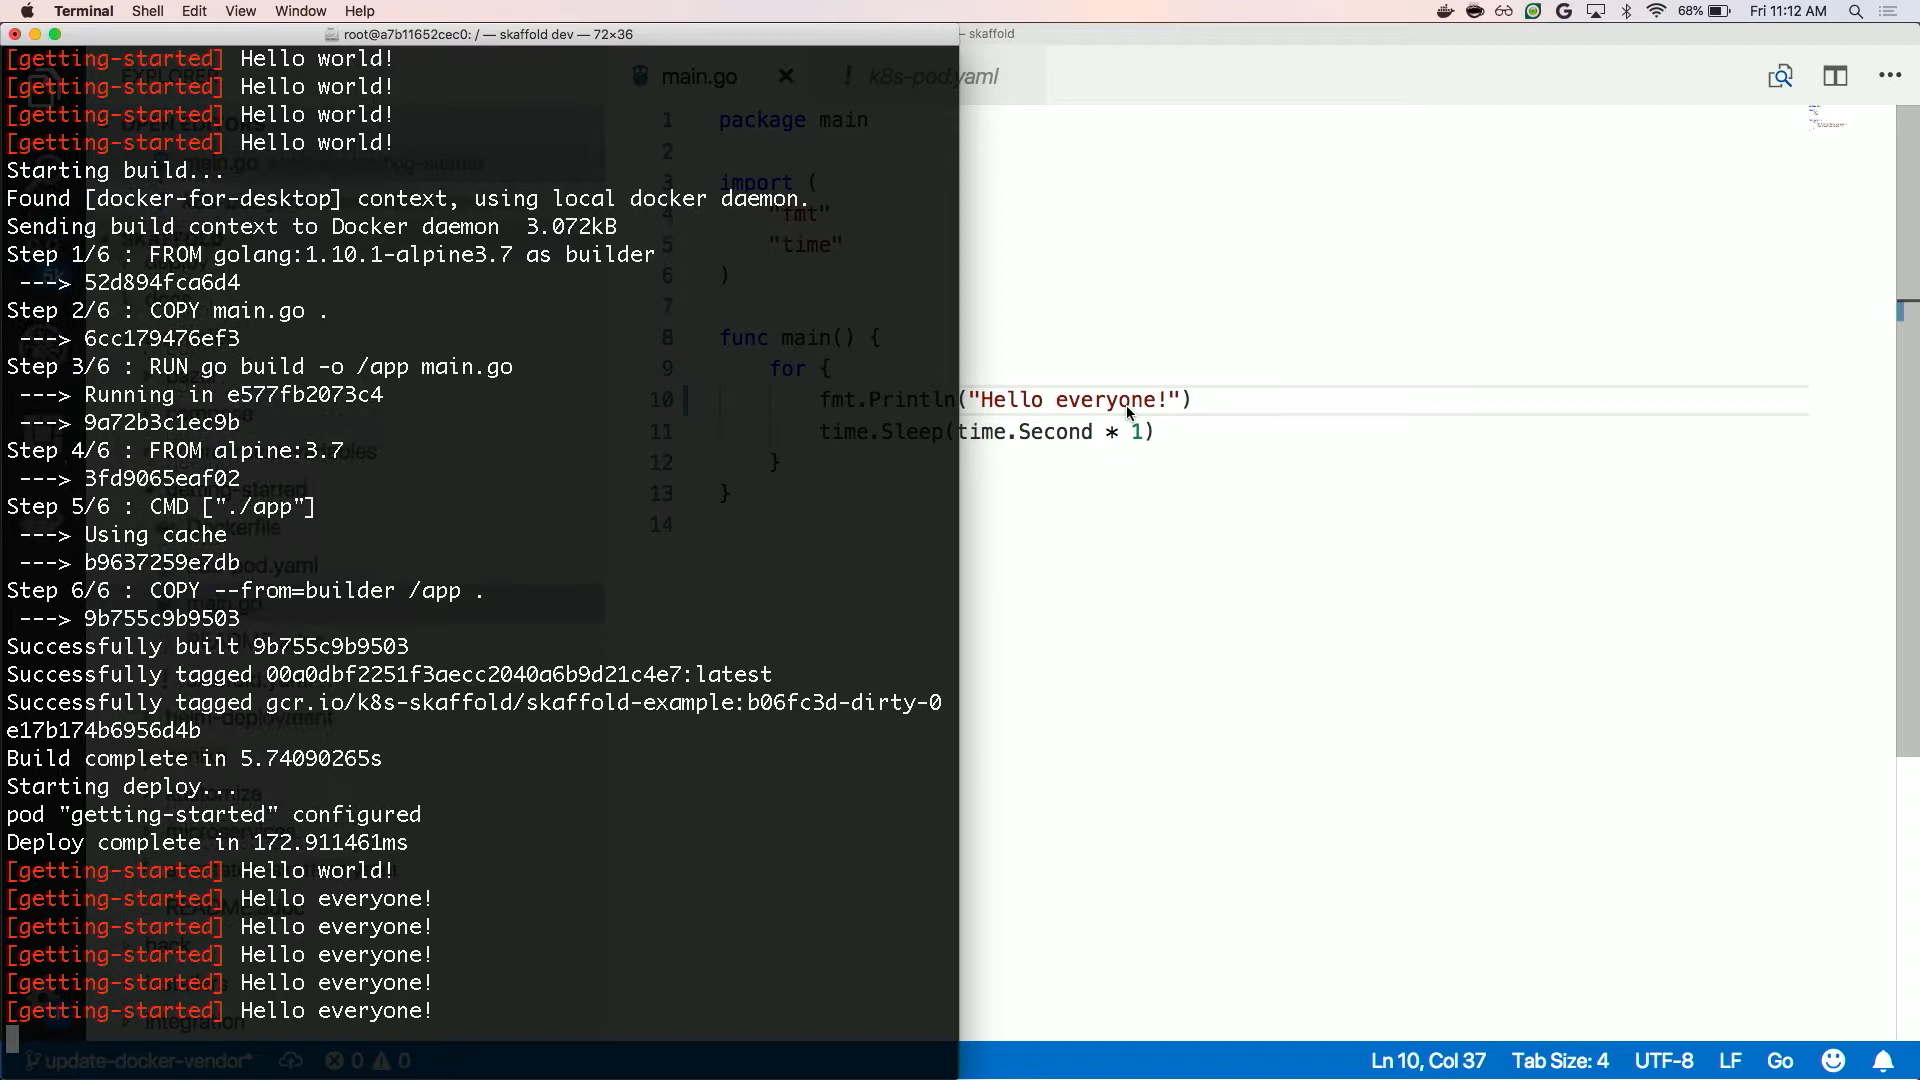 Terminal Shell Edit View Window Help 68% Fri 11:12 AM
root@a7b11652cec0: / — skaffold dev — 72×36
— skaffold
[getting-started] Hello world!
[getting-started] Hello world!
[getting-started] Hello world!
[getting-started] Hello world!
Starting build...
Found [docker-for-desktop] context, using local docker daemon.
Sending build context to Docker daemon  3.072kB
Step 1/6 : FROM golang:1.10.1-alpine3.7 as builder
---> 52d894fca6d4
Step 2/6 : COPY main.go .
---> 6cc179476ef3
Step 3/6 : RUN go build -o /app main.go
---> Running in e577fb2073c4
---> 9a72b3c1ec9b
Step 4/6 : FROM alpine:3.7
---> 3fd9065eaf02
Step 5/6 : CMD ["./app"]
---> Using cache
---> b9637259e7db
Step 6/6 : COPY --from=builder /app .
---> 9b755c9b9503
Successfully built 9b755c9b9503
Successfully tagged 00a0dbf2251f3aecc2040a6b9d21c4e7:latest
Successfully tagged gcr.io/k8s-skaffold/skaffold-example:b06fc3d-dirty-0
e17b174b6956d4b
Build complete in 5.74090265s
Starting deploy...
pod "getting-started" configured
Deploy complete in 172.911461ms
[getting-started] Hello world!
[getting-started] Hello everyone!
[getting-started] Hello everyone!
[getting-started] Hello everyone!
[getting-started] Hello everyone!
[getting-started] Hello everyone!
main.go k8s-pod.yaml
1 package main
2
3 import (
4 "fmt"
5 "time"
6 )
7
8 func main() {
9 for {
10 fmt.Println("Hello everyone!")
11 time.Sleep(time.Second * 1)
12 }
13 }
14
update-docker-vendor* 0 0 Ln 10, Col 37 Tab Size: 4 UTF-8 LF Go